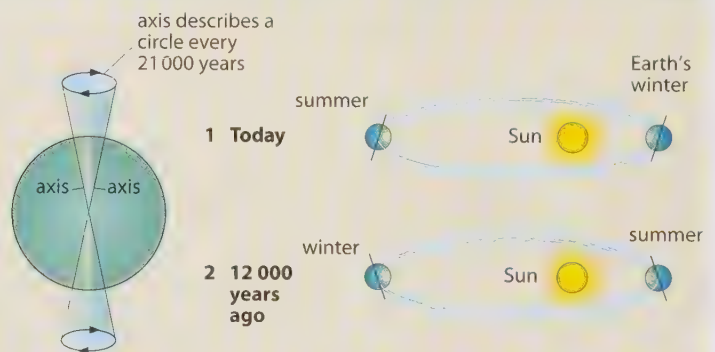 axis describes a
circle every
21 000 years
axis
axis
1 Today
summer
Sun
Earth's
winter
2 12 000
years
ago
winter
Sun
summer